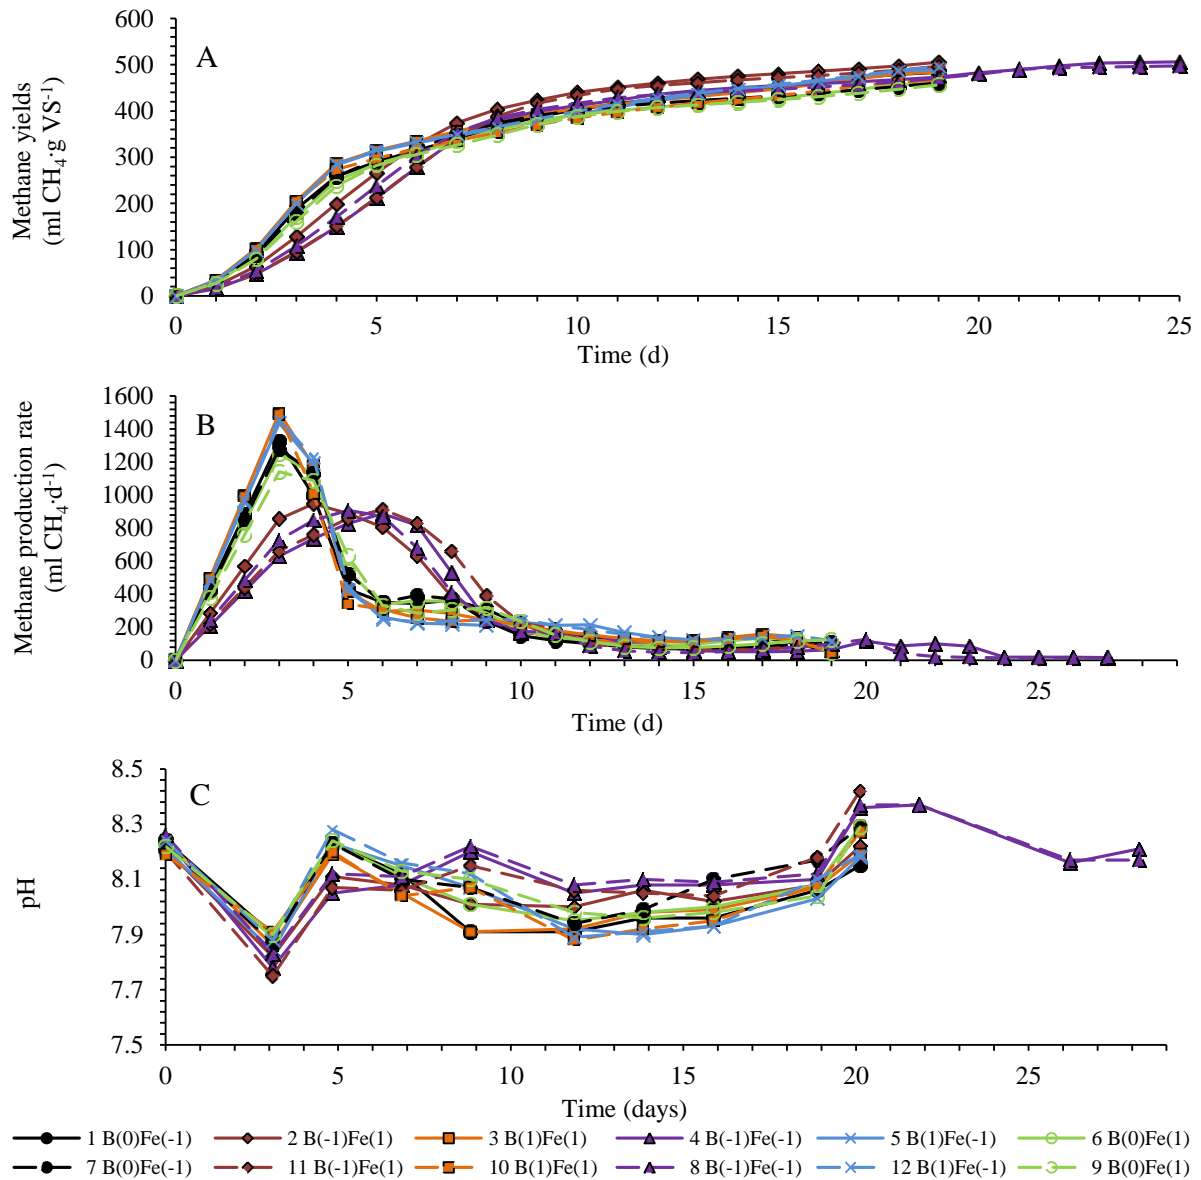 A
Methane yields
(ml CH₄·g VS⁻¹)
600
500
400
300
200
100
0
0 5 10 15 20 25
Time (d)
B
Methane production rate
(ml CH₄·d⁻¹)
1600
1400
1200
1000
800
600
400
200
0
0 5 10 15 20 25
Time (d)
C
pH
8.5
8.3
8.1
7.9
7.7
7.5
0 5 10 15 20 25
Time (days)
1 B(0)Fe(-1) 2 B(-1)Fe(1) 3 B(1)Fe(1) 4 B(-1)Fe(-1) 5 B(1)Fe(-1) 6 B(0)Fe(1)
7 B(0)Fe(-1) 11 B(-1)Fe(1) 10 B(1)Fe(1) 8 B(-1)Fe(-1) 12 B(1)Fe(-1) 9 B(0)Fe(1)